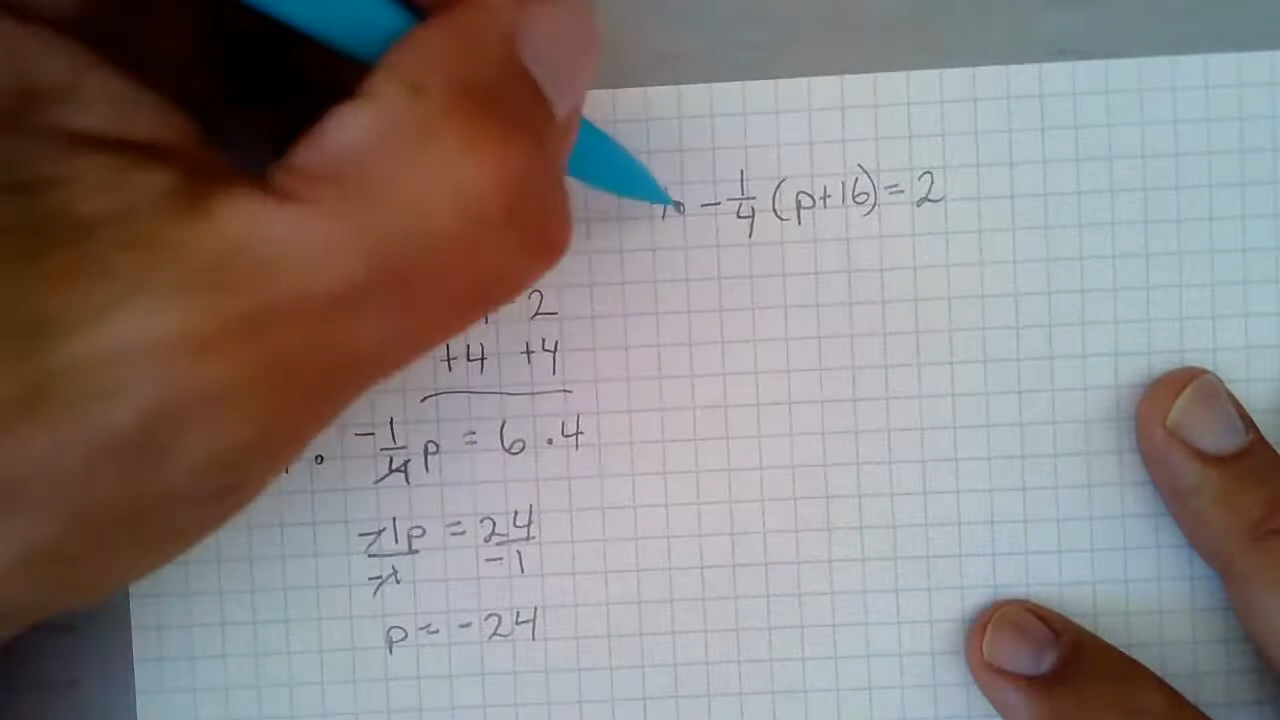 - 1/4 (p+16) = 2
2
+4 +4
-1/4 p = 6 . 4
-1p = 24
-1 -1
p = -24